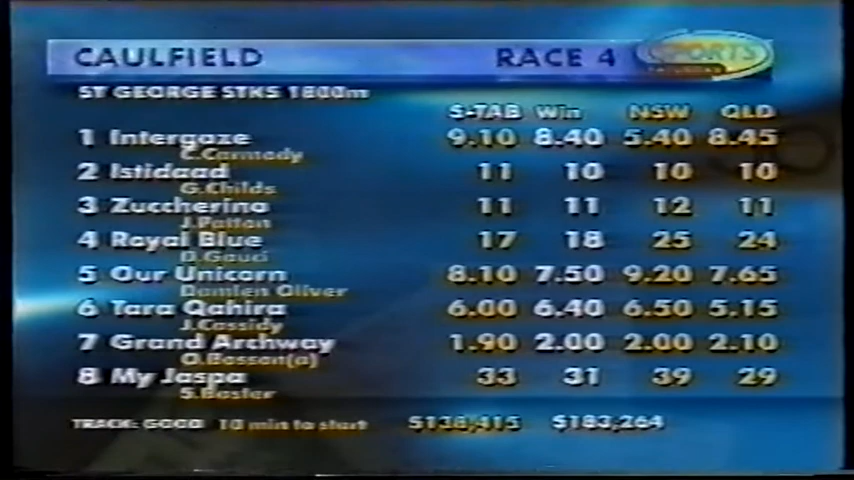 CAULFIELD RACE 4 SPORTS
ST GEORGE STKS 1800m
S-TAB Win NSW QLD
1 Intergaze 9.10 8.40 5.40 8.45
C.Carmody
2 Istidaad 11 10 10 10
G.Childs
3 Zuccherina 11 11 12 11
J.Patton
4 Royal Blue 17 18 25 24
D.Gauci
5 Our Unicorn 8.10 7.50 9.20 7.65
Damien Oliver
6 Tara Qahira 6.00 6.40 6.50 5.15
J.Cassidy
7 Grand Archway 1.90 2.00 2.00 2.10
O.Bosson(a)
8 My Jaspa 33 31 39 29
S.Baster
TRACK: GOOD 10 min to start $138,415 $183,264